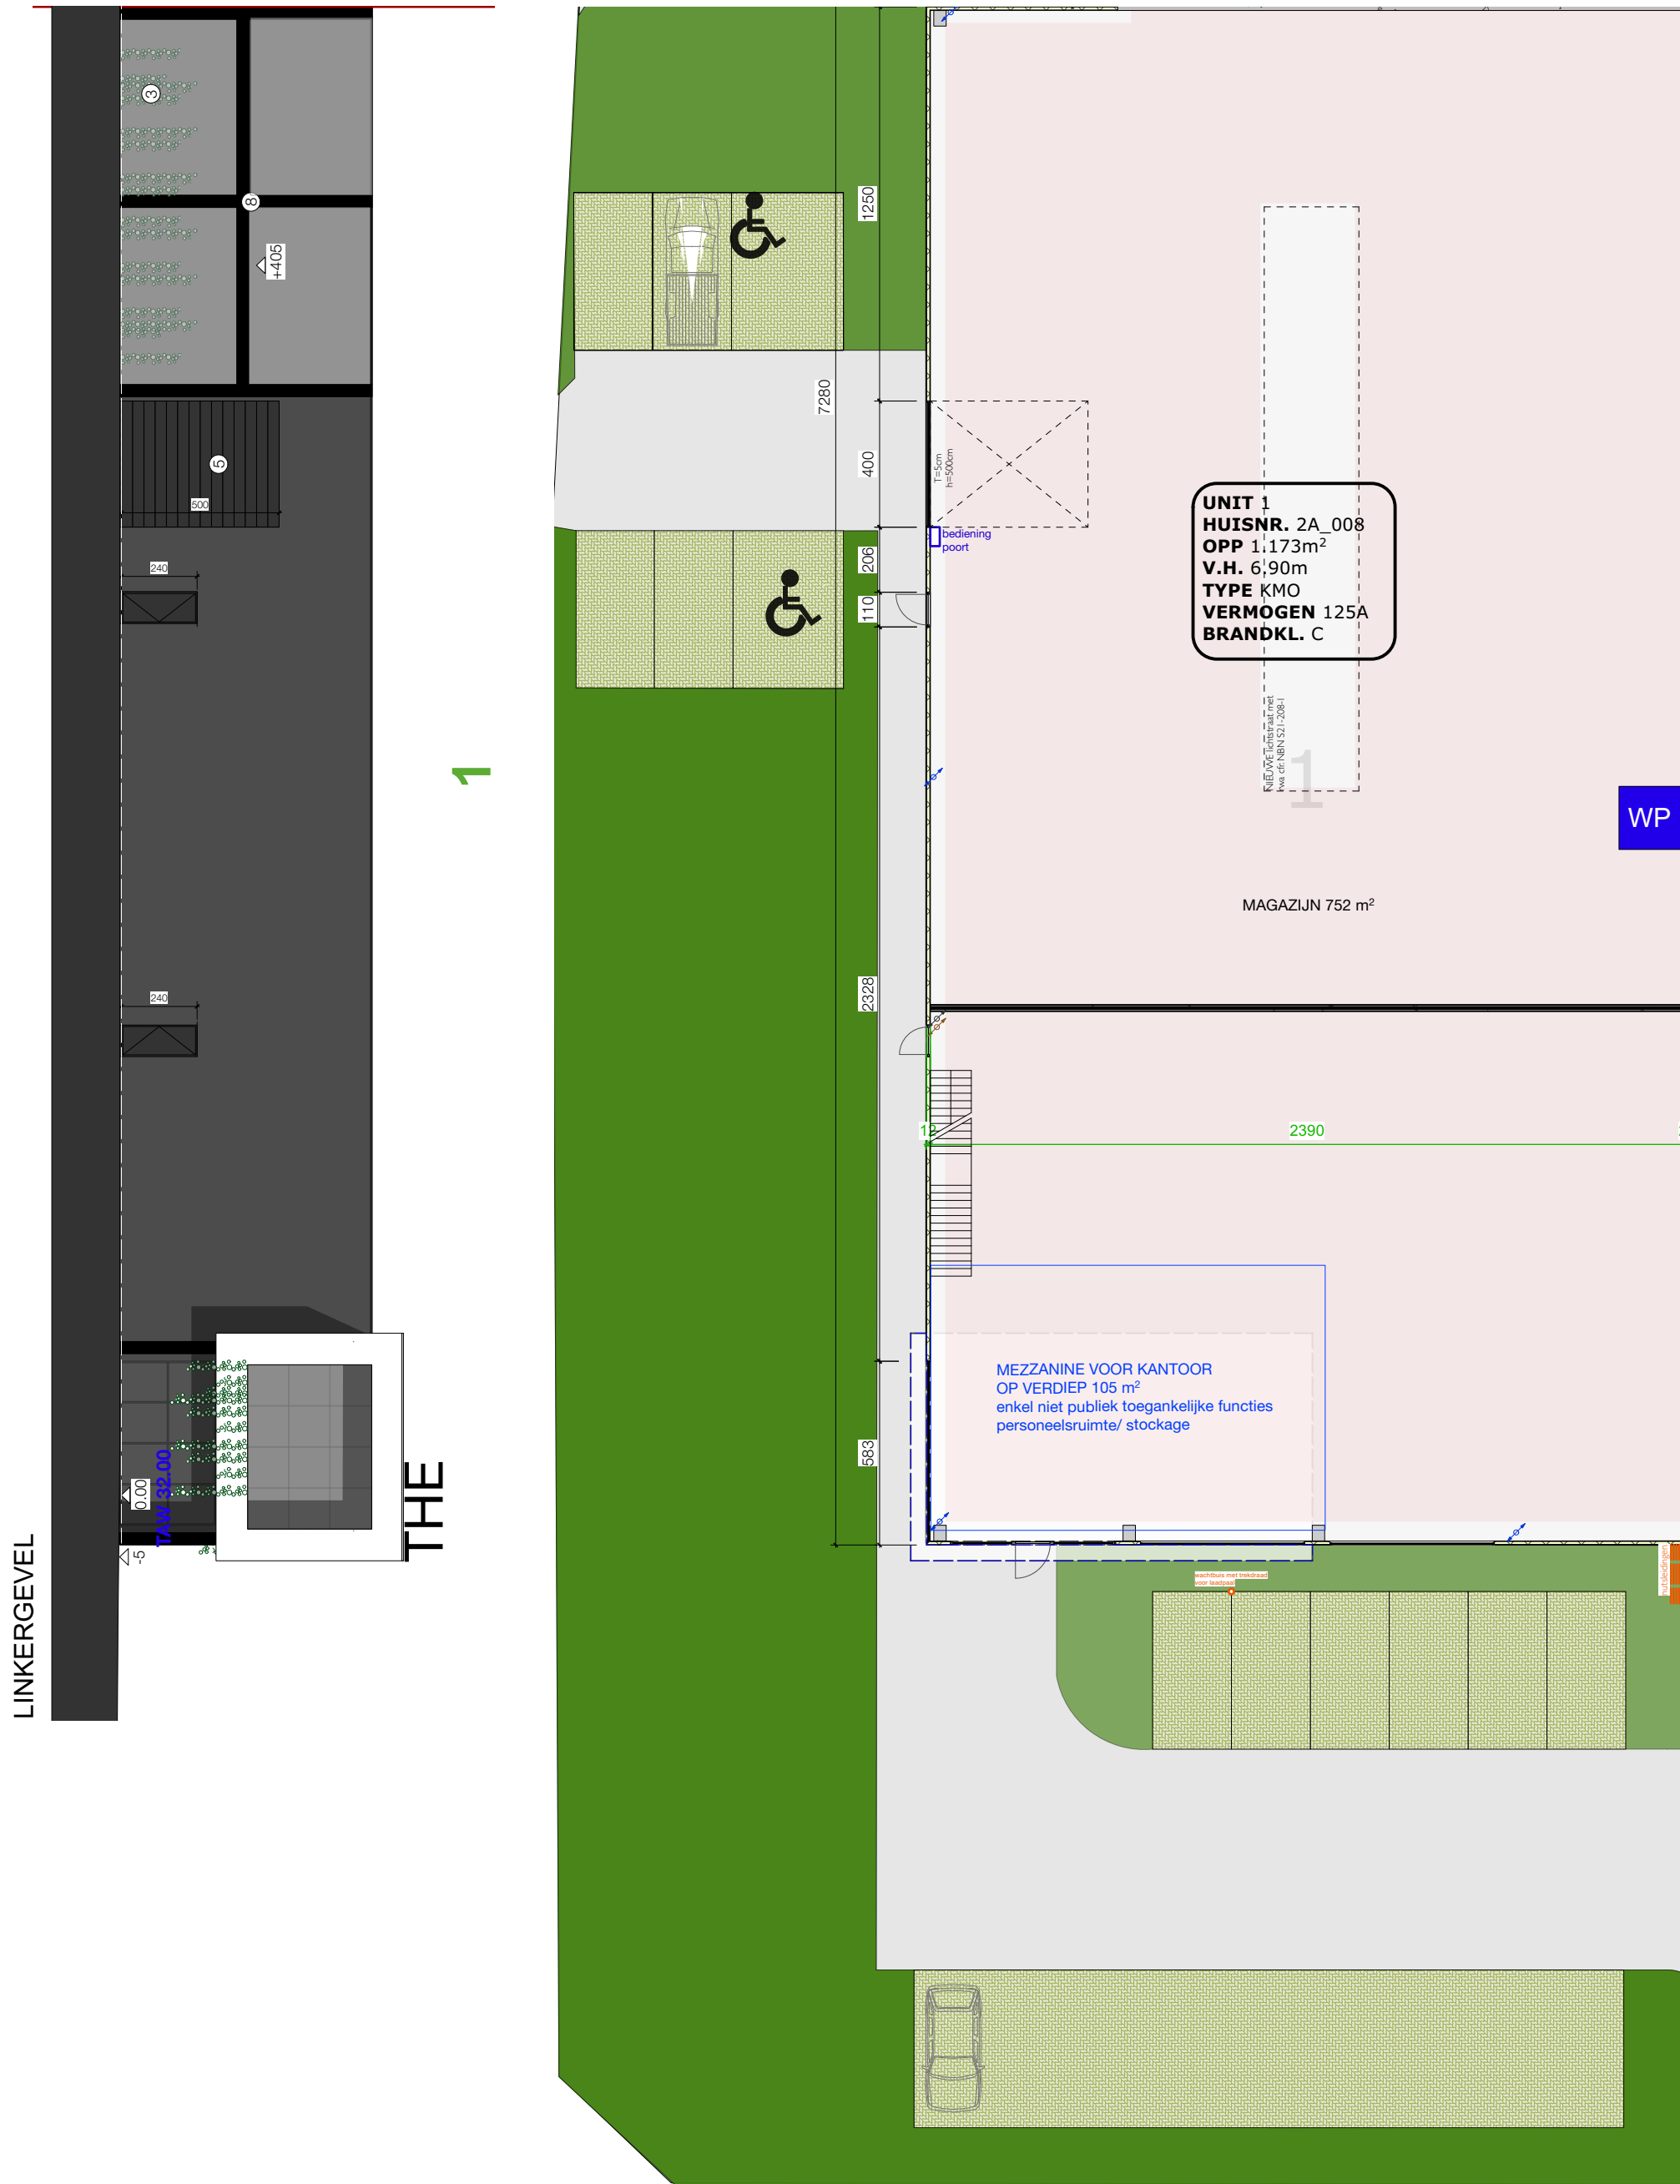 LINKERGEVEL
3
8
+405
5
500
240
240
0.00
TAW 32.00
-5
THE
1
1250
7280
400
206
110
2328
583
T=5cm
h=500cm
bediening
poort
UNIT 1
HUISNR. 2A_008
OPP 1.173m²
V.H. 6.90m
TYPE KMO
VERMOGEN 125A
BRANDKL. C
NIEUWE lichtstraat met
rwa cfr. NBN S21-208-1
1
WP
MAGAZIJN 752 m²
12
2390
MEZZANINE VOOR KANTOOR
OP VERDIEP 105 m²
enkel niet publiek toegankelijke functies
personeelsruimte/ stockage
wachtbuis met trekdraad
voor laadpaal
nutsleidingen